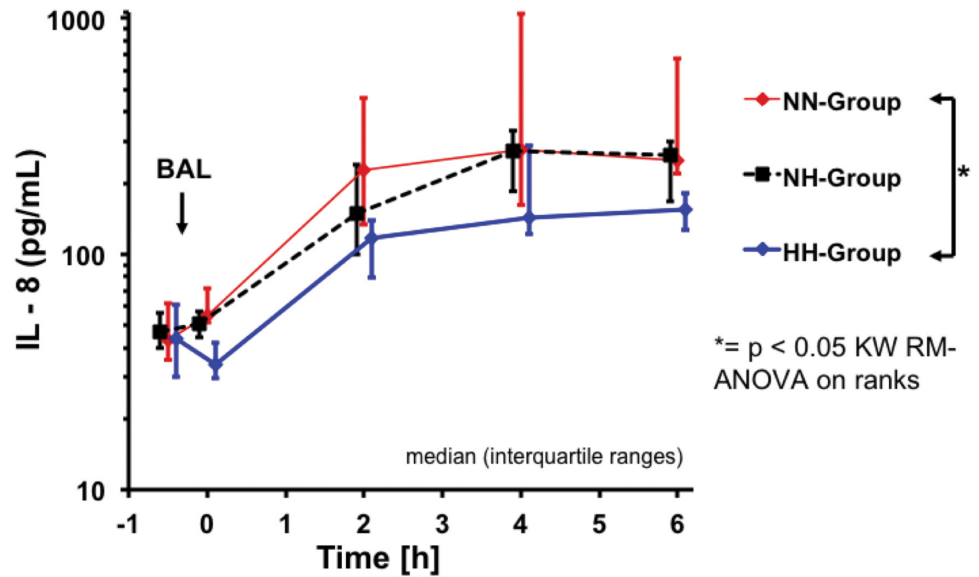 1000
100
10
IL - 8 (pg/mL)
BAL
median (interquartile ranges)
-1 0 1 2 3 4 5 6
Time [h]
NN-Group
NH-Group
HH-Group
*
*= p < 0.05 KW RM-
ANOVA on ranks